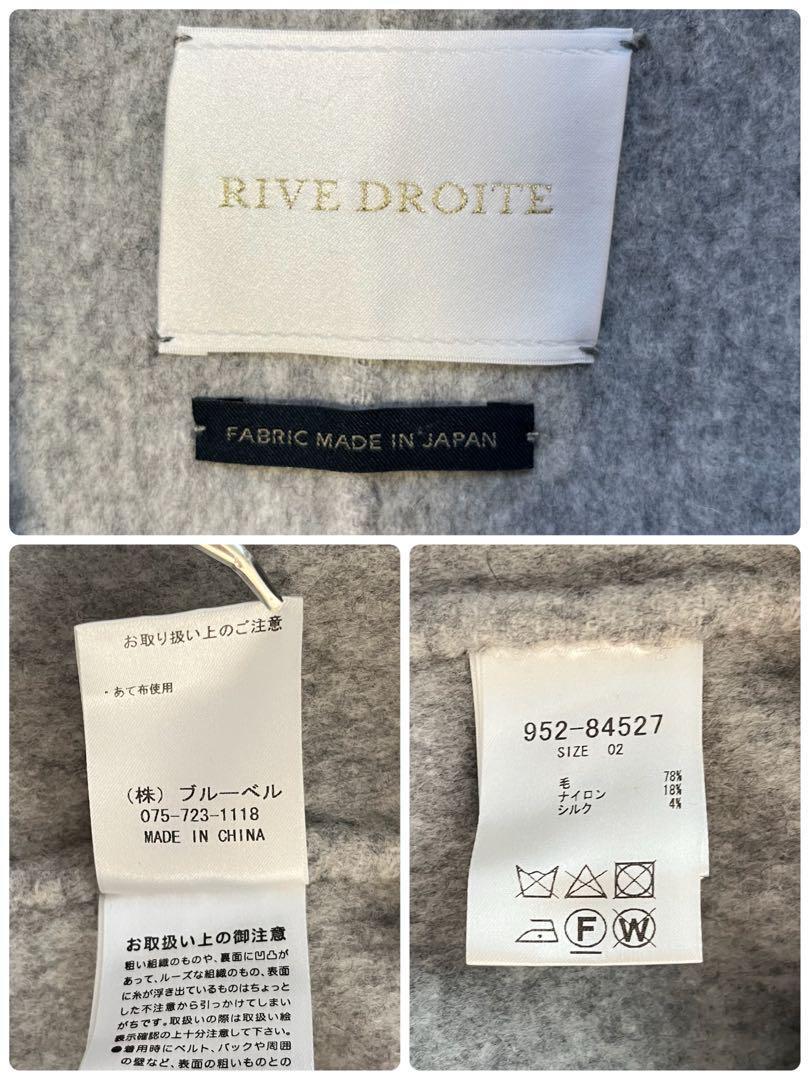 RIVE DROITE
FABRIC MADE IN JAPAN
お取り扱い上のご注意
・あて布使用
(株) ブルーベル
075-723-1118
MADE IN CHINA
お取扱い上の御注意
粗い組織のものや、裏面に凹凸が
あって、ルーズな組織のもの、表面
に糸が浮き出ているものはちょっと
した不注意から引っかけてしまい
がちです。取扱いの際は取扱い絵
表示確認の上十分注意して下さい。
●着用時にベルト、バックや周囲
の壁など、表面の粗いものとの
952-84527
SIZE 02
毛 78%
ナイロン 18%
シルク 4%
F W